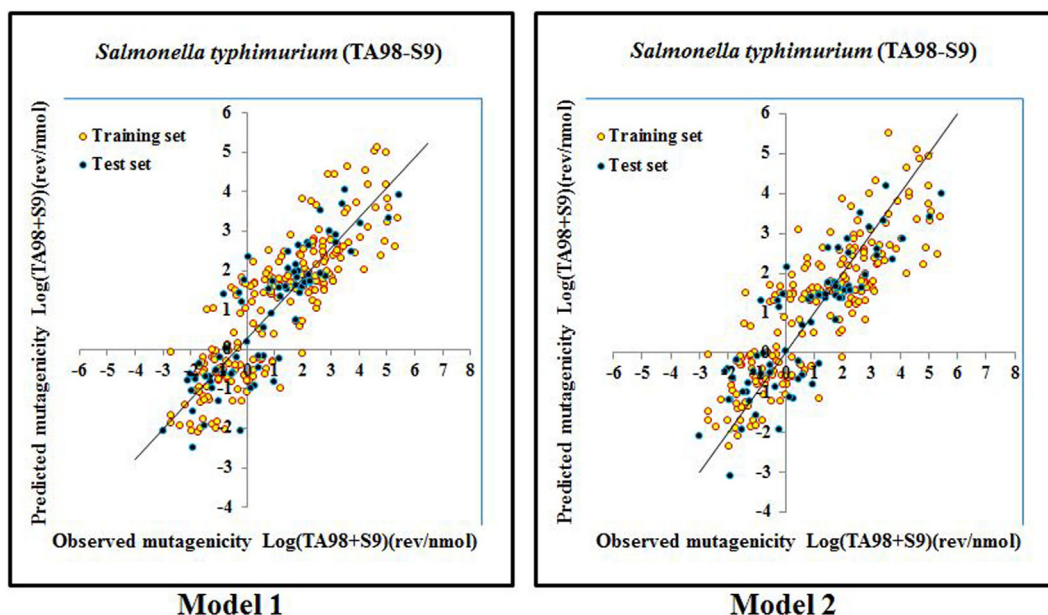 Salmonella typhimurium (TA98-S9)
Predicted mutagenicity Log(TA98+S9)(rev/nmol)
Training set
Test set
6
5
4
3
2
1
0
-1
-2
-3
-4
-6 -5 -4 -3 -2 -1 0 1 2 3 4 5 6 7 8
Observed mutagenicity Log(TA98+S9)(rev/nmol)
Model 1
Salmonella typhimurium (TA98-S9)
Predicted mutagenicity Log(TA98+S9)(rev/nmol)
Training set
Test set
6
5
4
3
2
1
0
-1
-2
-3
-4
-6 -5 -4 -3 -2 -1 0 1 2 3 4 5 6 7 8
Observed mutagenicity Log(TA98+S9)(rev/nmol)
Model 2